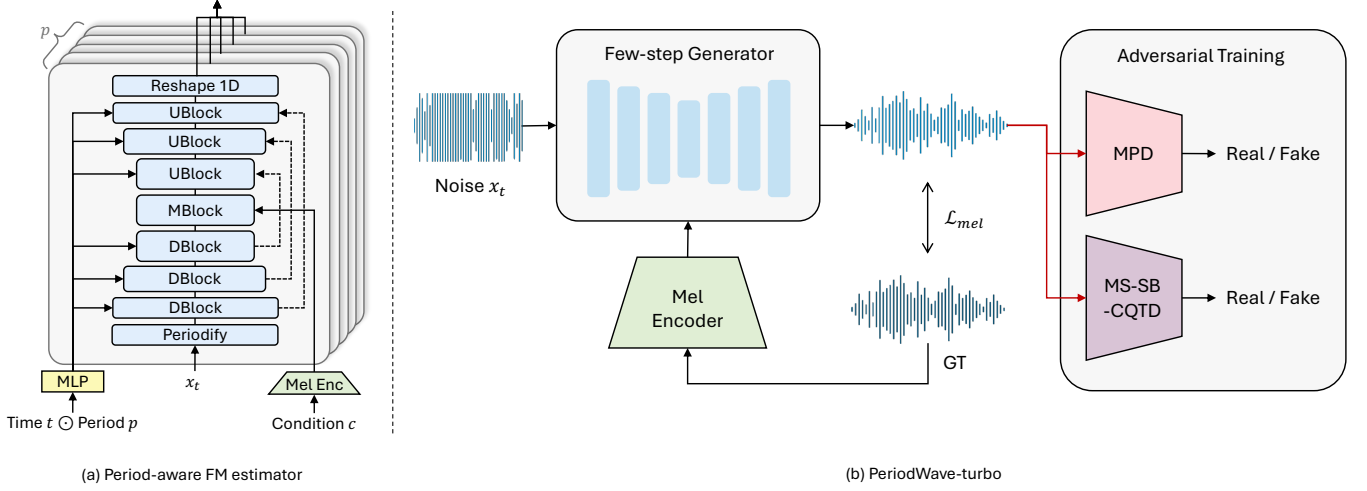 p
Reshape 1D
UBlock
UBlock
UBlock
MBlock
DBlock
DBlock
DBlock
Periodify
MLP
x_t
Mel Enc
Time t ⊙ Period p
Condition c
(a) Period-aware FM estimator
Few-step Generator
Noise x_t
Mel
Encoder
ℒ_mel
GT
Adversarial Training
MPD
Real / Fake
MS-SB
-CQTD
Real / Fake
(b) PeriodWave-turbo